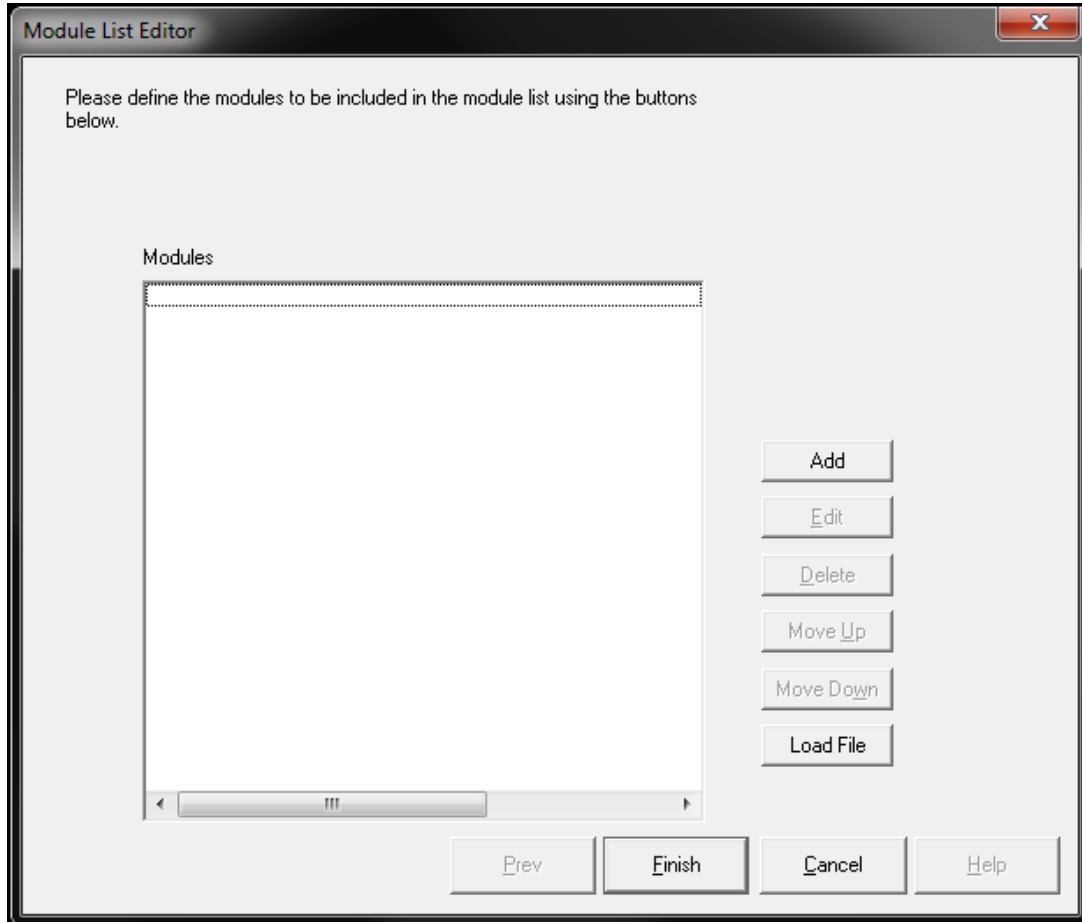 Module List Editor
Please define the modules to be included in the module list using the buttons
below.
Modules
Add
Edit
Delete
Move Up
Move Down
Load File
Prev
Finish
Cancel
Help